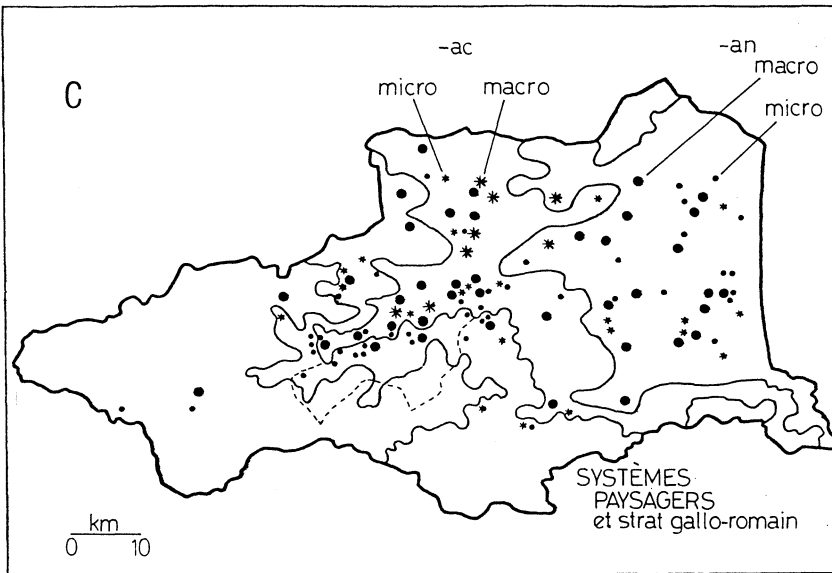 -ac
-an
macro
micro
macro
micro
C
SYSTÈMES
PAYSAGERS
et strat gallo-romain
km
0 10